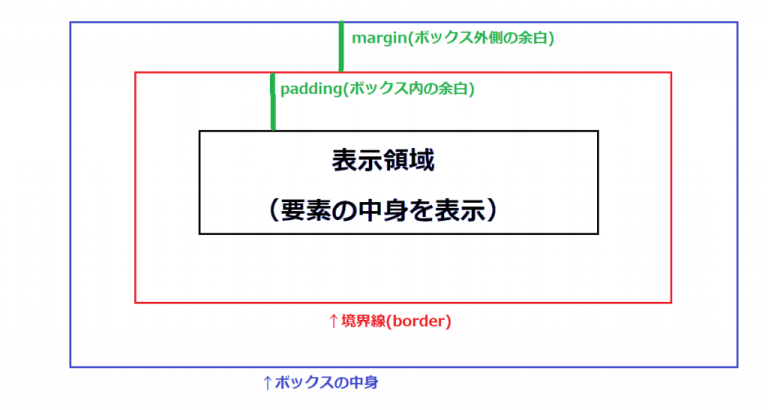 margin(ボックス外側の余白)
padding(ボックス内の余白)
表示領域
（要素の中身を表示）
↑境界線(border)
↑ボックスの中身